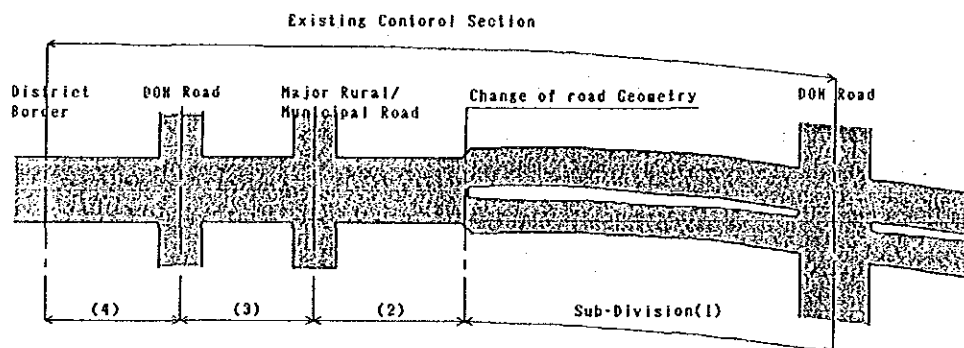 Existing Contorol Section
District
Border
DOH Road
Major Rural/
Municipal Road
Change of road Geometry
DOH Road
(4)
(3)
(2)
Sub-Division(1)